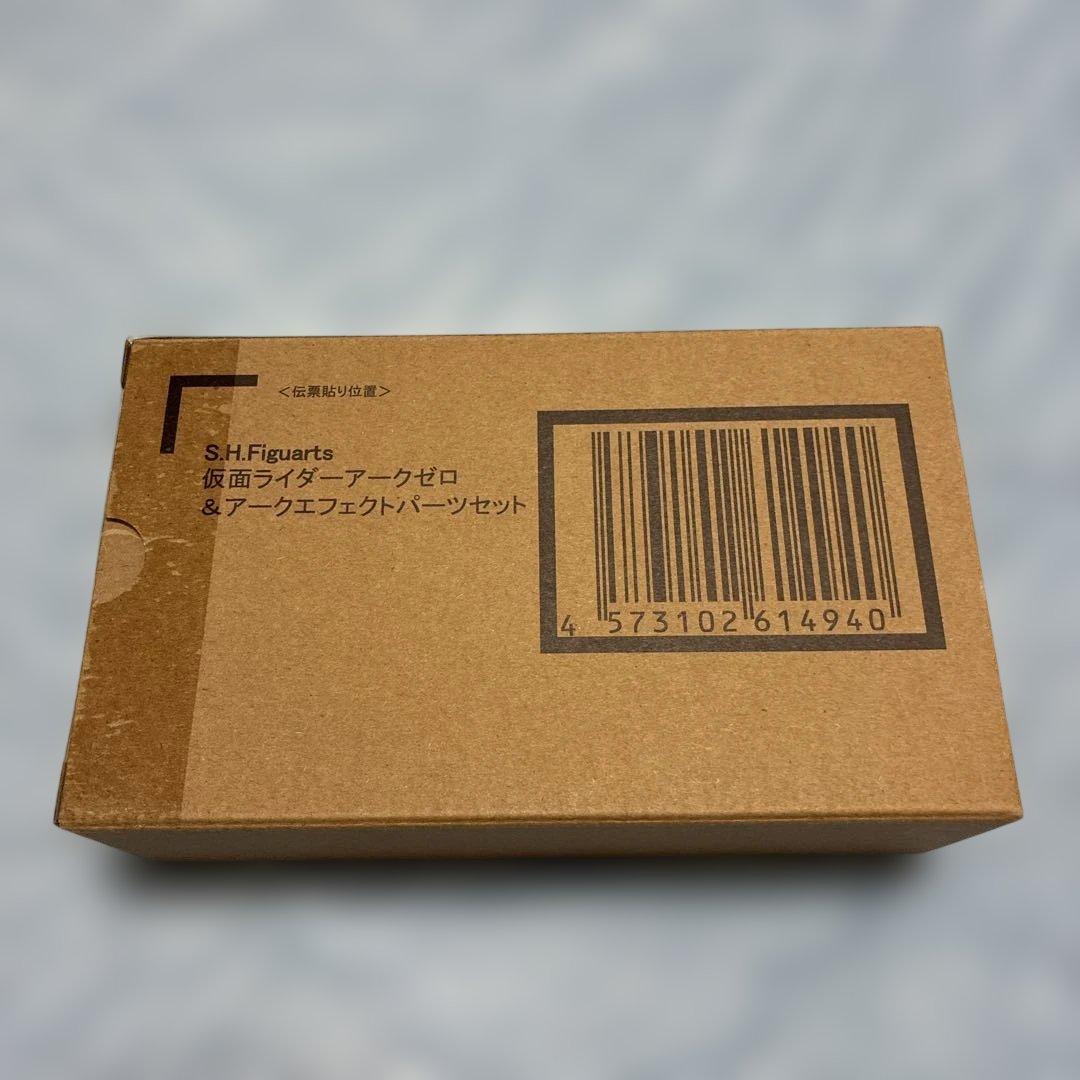 ＜伝票貼り位置＞
S.H.Figuarts
仮面ライダーアークゼロ
&アークエフェクトパーツセット
4 573102 614940